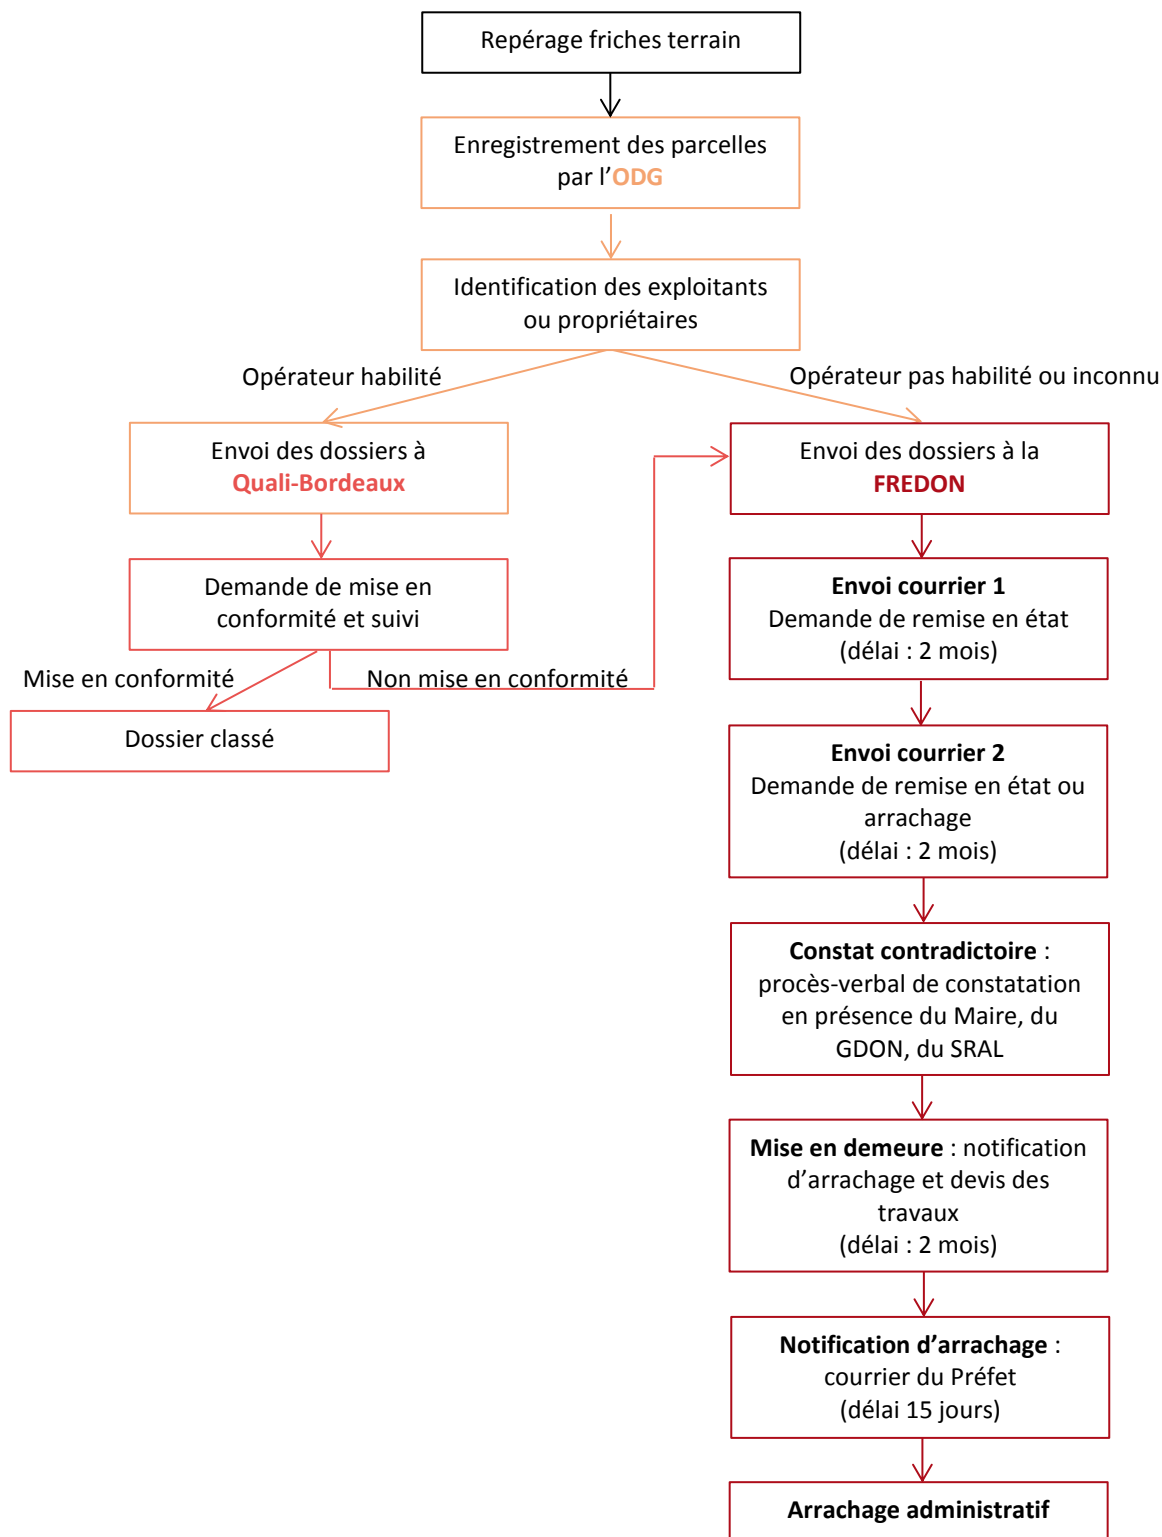 Repérage friches terrain
Enregistrement des parcelles
par l’ODG
Identification des exploitants
ou propriétaires
Opérateur habilité
Opérateur pas habilité ou inconnu
Envoi des dossiers à
Quali-Bordeaux
Envoi des dossiers à la
FREDON
Demande de mise en
conformité et suivi
Envoi courrier 1
Demande de remise en état
(délai : 2 mois)
Mise en conformité
Non mise en conformité
Dossier classé
Envoi courrier 2
Demande de remise en état ou
arrachage
(délai : 2 mois)
Constat contradictoire :
procès-verbal de constatation
en présence du Maire, du
GDON, du SRAL
Mise en demeure : notification
d’arrachage et devis des
travaux
(délai : 2 mois)
Notification d’arrachage :
courrier du Préfet
(délai 15 jours)
Arrachage administratif